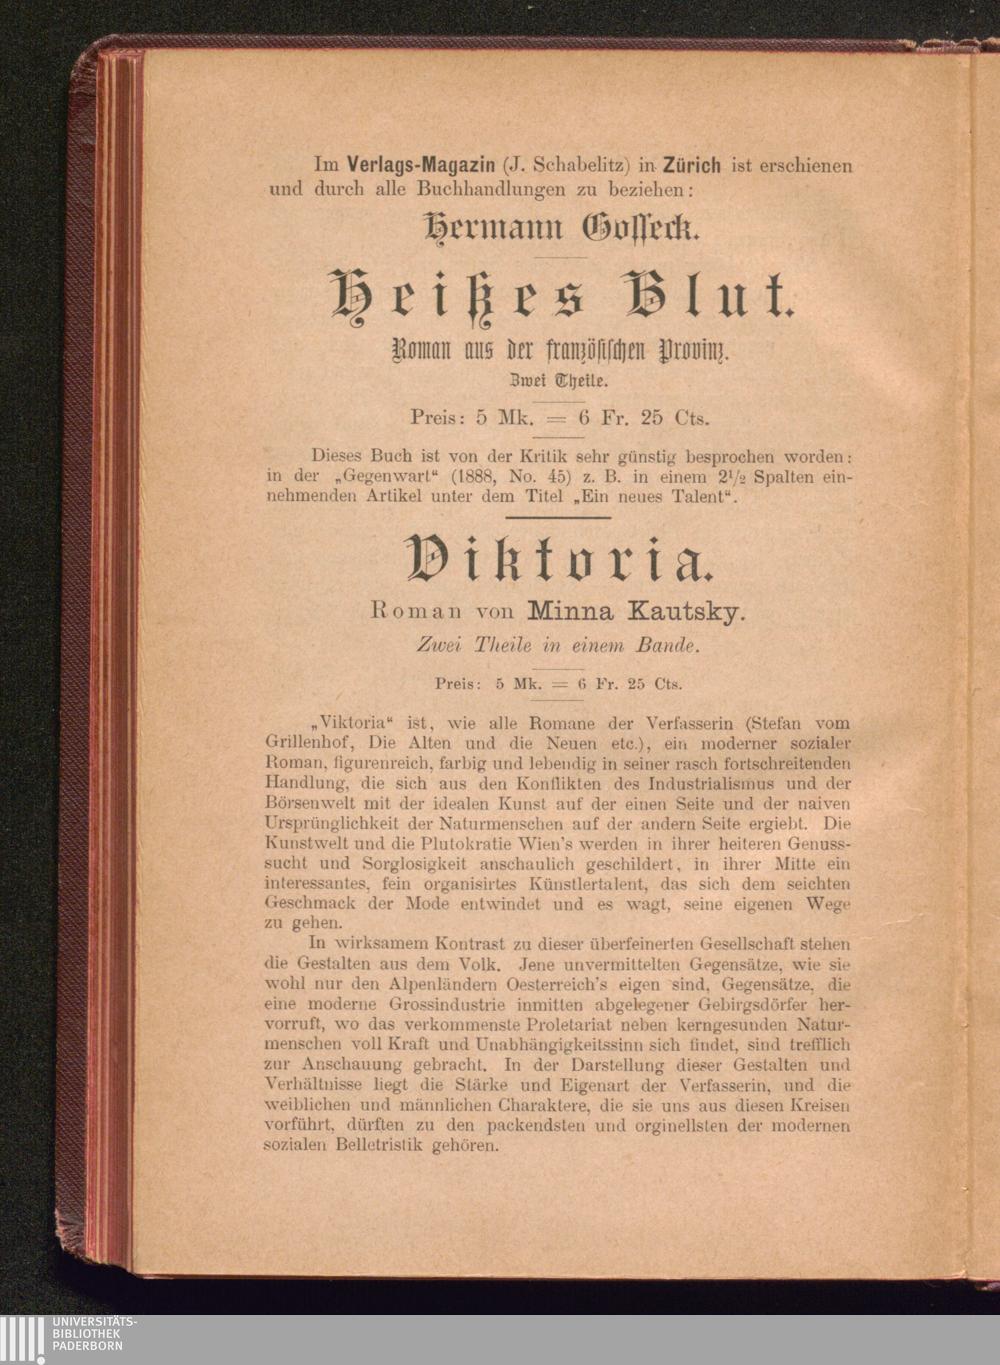 Im Verlags-Magazin (J. Schabelitz) in Zürich ist erschienen
und durch alle Buchhandlungen zu beziehen:
Hermann Gosseck.
Heißes Blut.
Roman aus der französischen Provinz.
Zwei Theile.
Preis: 5 Mk. = 6 Fr. 25 Cts.
Dieses Buch ist von der Kritik sehr günstig besprochen worden:
in der „Gegenwart“ (1888, No. 45) z. B. in einem 2½ Spalten ein-
nehmenden Artikel unter dem Titel „Ein neues Talent“.
Viktoria.
Roman von Minna Kautsky.
Zwei Theile in einem Bande.
Preis: 5 Mk. = 6 Fr. 25 Cts.
„Viktoria“ ist, wie alle Romane der Verfasserin (Stefan vom
Grillenhof, Die Alten und die Neuen etc.), ein moderner sozialer
Roman, figurenreich, farbig und lebendig in seiner rasch fortschreitenden
Handlung, die sich aus den Konflikten des Industrialismus und der
Börsenwelt mit der idealen Kunst auf der einen Seite und der naiven
Ursprünglichkeit der Naturmenschen auf der andern Seite ergiebt. Die
Kunstwelt und die Plutokratie Wien's werden in ihrer heiteren Genuss-
sucht und Sorglosigkeit anschaulich geschildert, in ihrer Mitte ein
interessantes, fein organisirtes Künstlertalent, das sich dem seichten
Geschmack der Mode entwindet und es wagt, seine eigenen Wege
zu gehen.
In wirksamem Kontrast zu dieser überfeinerten Gesellschaft stehen
die Gestalten aus dem Volk. Jene unvermittelten Gegensätze, wie sie
wohl nur den Alpenländern Oesterreich's eigen sind, Gegensätze, die
eine moderne Grossindustrie inmitten abgelegener Gebirgsdörfer her-
vorruft, wo das verkommenste Proletariat neben kerngesunden Natur-
menschen voll Kraft und Unabhängigkeitssinn sich findet, sind trefflich
zur Anschauung gebracht. In der Darstellung dieser Gestalten und
Verhältnisse liegt die Stärke und Eigenart der Verfasserin, und die
weiblichen und männlichen Charaktere, die sie uns aus diesen Kreisen
vorführt, dürften zu den packendsten und orginellsten der modernen
sozialen Belletristik gehören.
UNIVERSITÄTS-
BIBLIOTHEK
PADERBORN